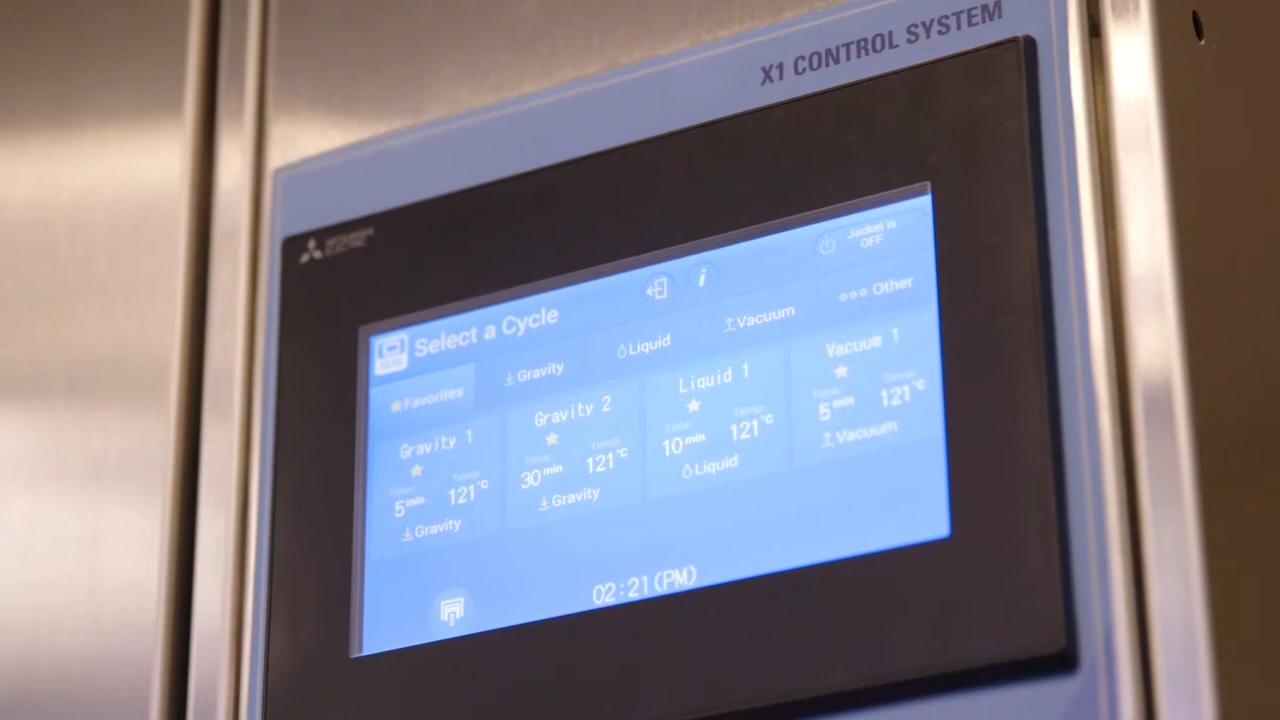 X1 CONTROL SYSTEM
MITSUBISHI
ELECTRIC
Jacket is
OFF
Select a Cycle
Favorites
Gravity
Liquid
Vacuum
Other
Gravity 1
Time:
Temp:
5 min
121°C
Gravity
Gravity 2
Time:
Temp:
30 min
121°C
Gravity
Liquid 1
Time:
Temp:
10 min
121°C
Liquid
Vacuum 1
Time:
Temp:
5 min
121°C
Vacuum
02:21(PM)